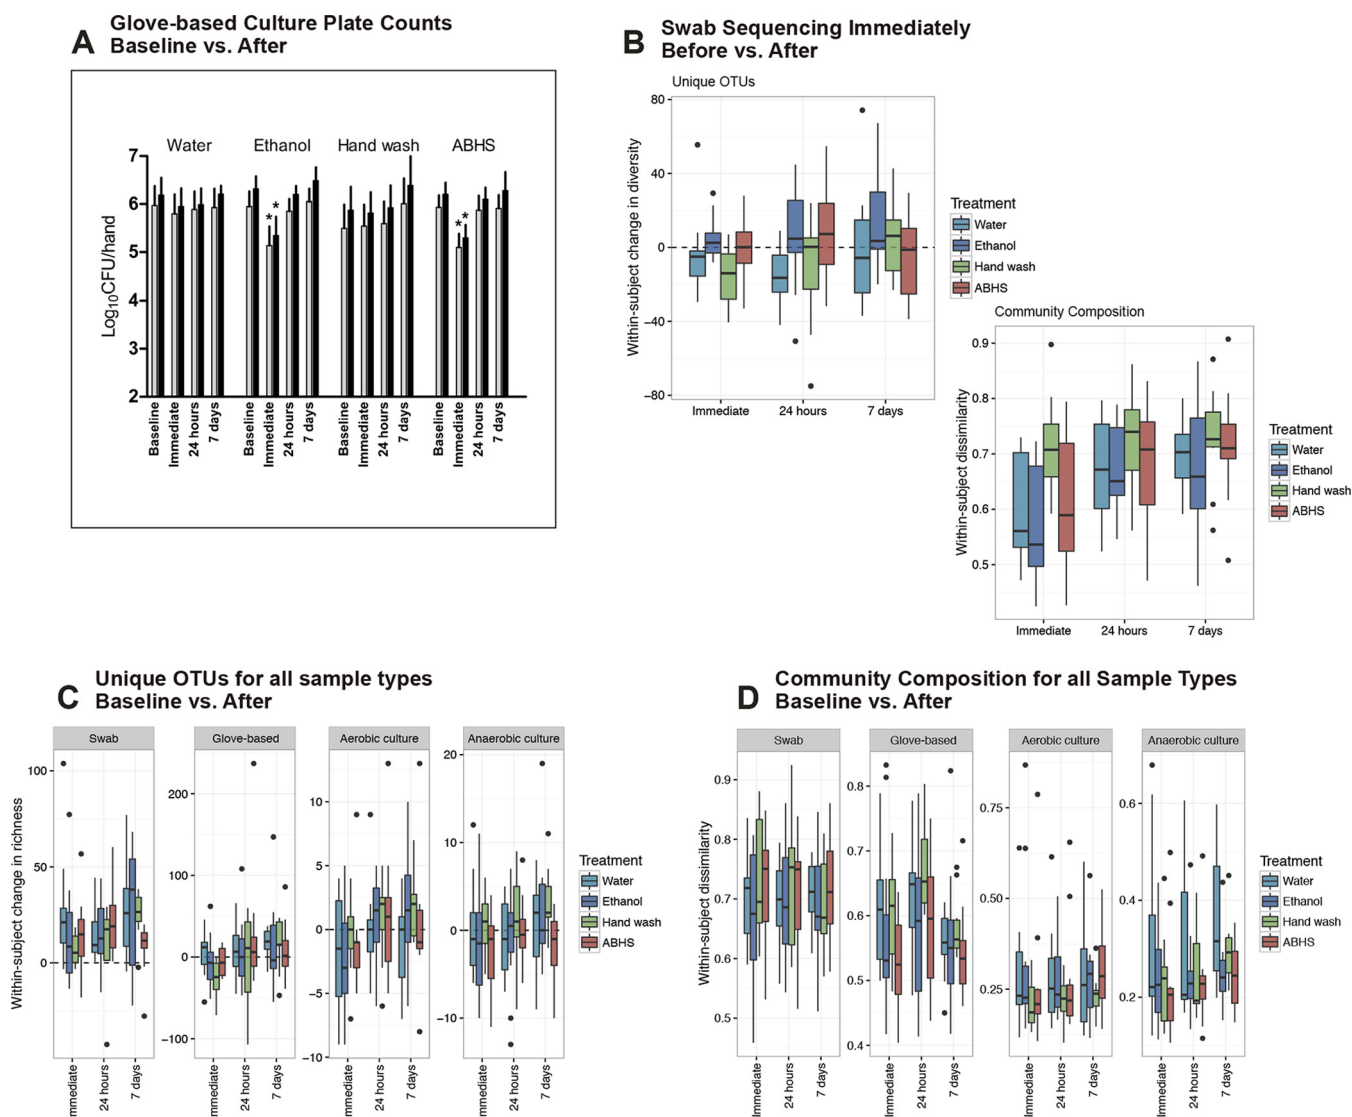 A
Glove-based Culture Plate Counts
Baseline vs. After
Water Ethanol Hand wash ABHS
Log10CFU/hand
7
6
5
4
3
2
Baseline Immediate 24 hours 7 days Baseline Immediate 24 hours 7 days Baseline Immediate 24 hours 7 days Baseline Immediate 24 hours 7 days
* * * *
B
Swab Sequencing Immediately
Before vs. After
Unique OTUs
Within-subject change in diversity
80
40
0
−40
−80
Immediate 24 hours 7 days
Treatment
Water
Ethanol
Hand wash
ABHS
Community Composition
Within-subject dissimilarity
0.9
0.8
0.7
0.6
0.5
Immediate 24 hours 7 days
Treatment
Water
Ethanol
Hand wash
ABHS
C
Unique OTUs for all sample types
Baseline vs. After
Swab Glove-based Aerobic culture Anaerobic culture
Within-subject change in richness
100
50
0
200
100
0
−100
10
5
0
−5
−10
20
10
0
−10
mmediate 24 hours 7 days mmediate 24 hours 7 days mmediate 24 hours 7 days mmediate 24 hours 7 days
Treatment
Water
Ethanol
Hand wash
ABHS
D
Community Composition for all Sample Types
Baseline vs. After
Swab Glove-based Aerobic culture Anaerobic culture
Within-subject dissimilarity
0.9
0.8
0.7
0.6
0.5
0.8
0.7
0.6
0.5
0.4
0.75
0.50
0.25
0.6
0.4
0.2
Immediate 24 hours 7 days Immediate 24 hours 7 days Immediate 24 hours 7 days Immediate 24 hours 7 days
Treatment
Water
Ethanol
Hand wash
ABHS